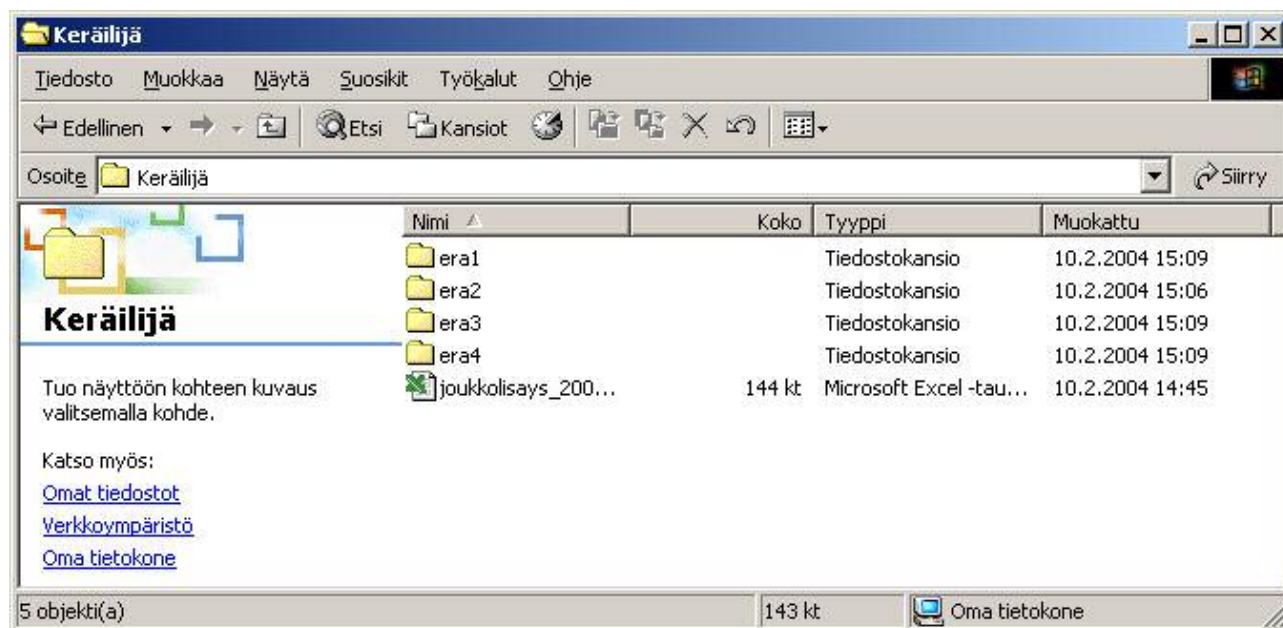 Keräilijä
Tiedosto Muokkaa Näytä Suosikit Työkalut Ohje
Edellinen Etsi Kansiot
Osoite Keräilijä Siirry
Nimi Koko Tyyppi Muokattu
era1 Tiedostokansio 10.2.2004 15:09
era2 Tiedostokansio 10.2.2004 15:06
era3 Tiedostokansio 10.2.2004 15:09
era4 Tiedostokansio 10.2.2004 15:09
joukkolisays_200... 144 kt Microsoft Excel -tau... 10.2.2004 14:45
Keräilijä
Tuo näyttöön kohteen kuvaus
valitsemalla kohde.
Katso myös:
Omat tiedostot
Verkkoympäristö
Oma tietokone
5 objekti(a) 143 kt Oma tietokone